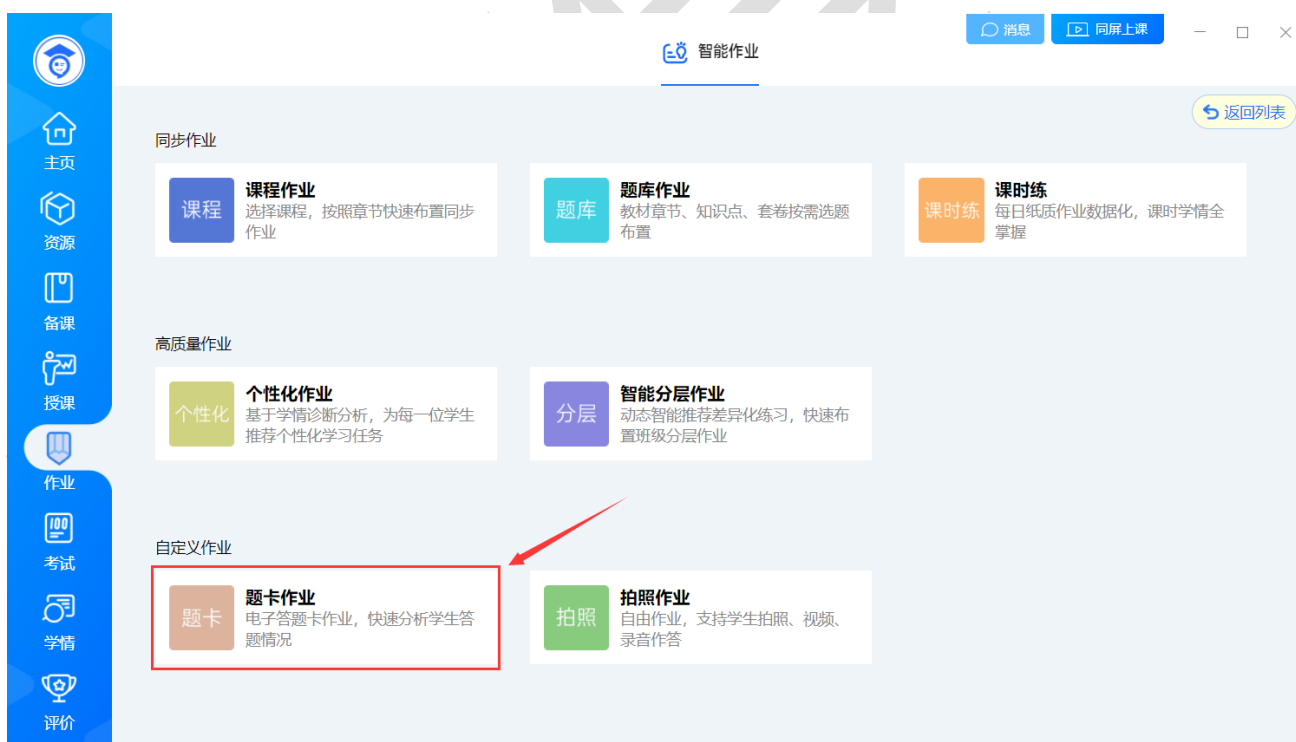 消息
同屏上课
智能作业
返回列表
主页
资源
备课
授课
作业
100
考试
学情
评价
同步作业
课程
课程作业
选择课程，按照章节快速布置同步
作业
题库
题库作业
教材章节、知识点、套卷按需选题
布置
课时练
课时练
每日纸质作业数据化，课时学情全
掌握
高质量作业
个性化
个性化作业
基于学情诊断分析，为每一位学生
推荐个性化学习任务
分层
智能分层作业
动态智能推荐差异化练习，快速布
置班级分层作业
自定义作业
题卡
题卡作业
电子答题卡作业，快速分析学生答
题情况
拍照
拍照作业
自由作业，支持学生拍照、视频、
录音作答